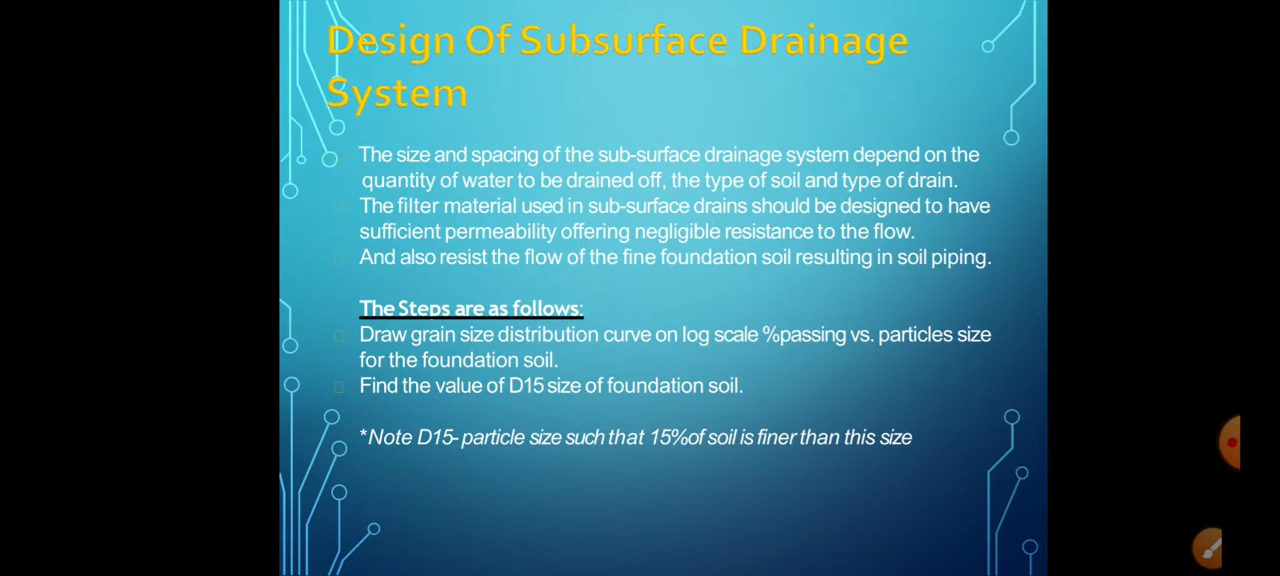 Design Of Subsurface Drainage
System
The size and spacing of the sub-surface drainage system depend on the
quantity of water to be drained off, the type of soil and type of drain.
The filter material used in sub-surface drains should be designed to have
sufficient permeability offering negligible resistance to the flow.
And also resist the flow of the fine foundation soil resulting in soil piping.
The Steps are as follows:
Draw grain size distribution curve on log scale %passing vs. particles size
for the foundation soil.
Find the value of D15 size of foundation soil.
*Note D15- particle size such that 15%of soil is finer than this size